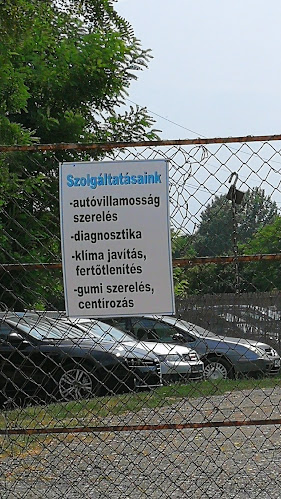 Szolgáltatásaink
-autóvillamosság
szerelés
-diagnosztika
-klíma javítás,
fertőtlenítés
-gumi szerelés,
centírozás